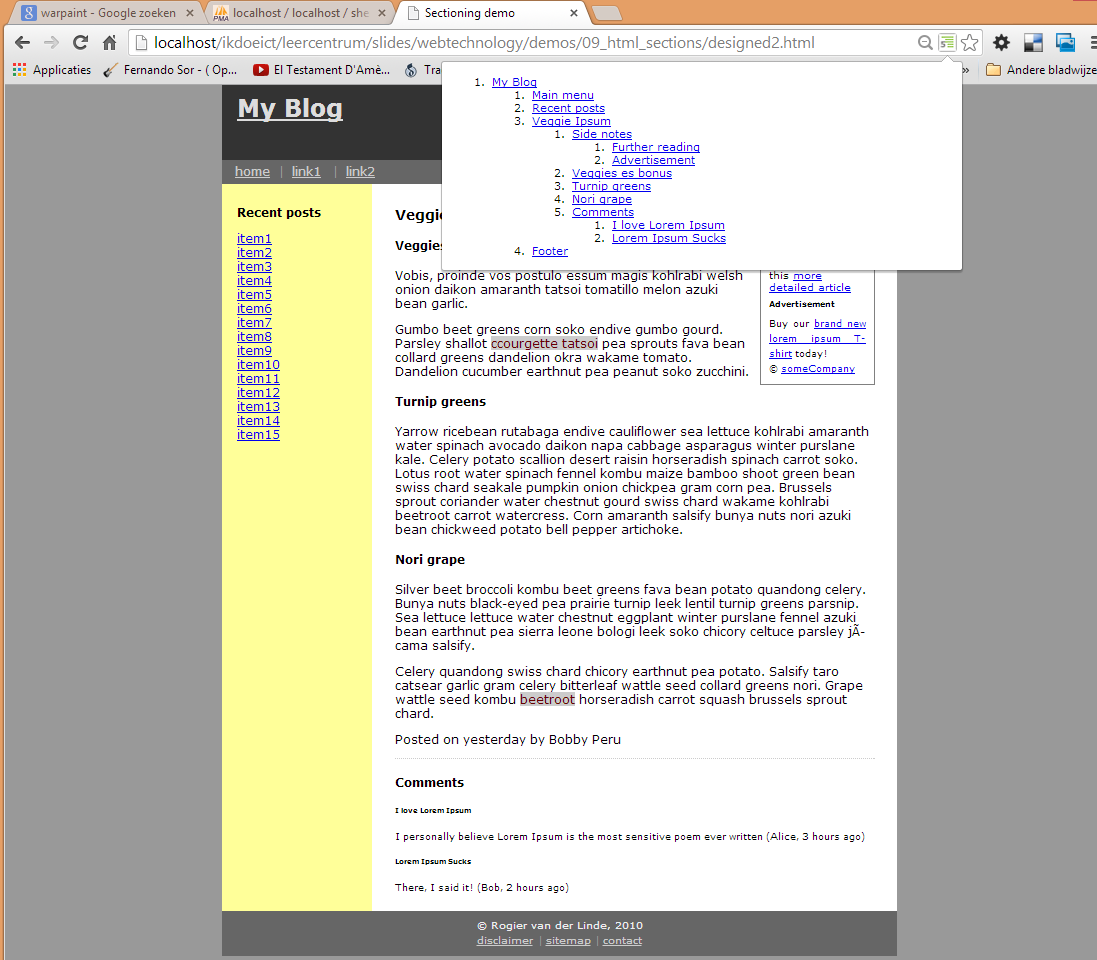 warpaint - Google zoeken
localhost / localhost / she
Sectioning demo
localhost/ikdoeict/leercentrum/slides/webtechnology/demos/09_html_sections/designed2.html
Applicaties
Fernando Sor - ( Op...
El Testament D'Amè...
Tra
»
Andere bladwijze
1. My Blog
1. Main menu
2. Recent posts
3. Veggie Ipsum
1. Side notes
1. Further reading
2. Advertisement
2. Veggies es bonus
3. Turnip greens
4. Nori grape
5. Comments
1. I love Lorem Ipsum
2. Lorem Ipsum Sucks
4. Footer
My Blog
home | link1 | link2
Recent posts
item1
item2
item3
item4
item5
item6
item7
item8
item9
item10
item11
item12
item13
item14
item15
Veggie
Veggies
Vobis, proinde vos postulo essum magis kohlrabi welsh
onion daikon amaranth tatsoi tomatillo melon azuki
bean garlic.
Gumbo beet greens corn soko endive gumbo gourd.
Parsley shallot ccourgette tatsoi pea sprouts fava bean
collard greens dandelion okra wakame tomato.
Dandelion cucumber earthnut pea peanut soko zucchini.
this more
detailed article
Advertisement
Buy our brand new
lorem ipsum T-
shirt today!
© someCompany
Turnip greens
Yarrow ricebean rutabaga endive cauliflower sea lettuce kohlrabi amaranth
water spinach avocado daikon napa cabbage asparagus winter purslane
kale. Celery potato scallion desert raisin horseradish spinach carrot soko.
Lotus root water spinach fennel kombu maize bamboo shoot green bean
swiss chard seakale pumpkin onion chickpea gram corn pea. Brussels
sprout coriander water chestnut gourd swiss chard wakame kohlrabi
beetroot carrot watercress. Corn amaranth salsify bunya nuts nori azuki
bean chickweed potato bell pepper artichoke.
Nori grape
Silver beet broccoli kombu beet greens fava bean potato quandong celery.
Bunya nuts black-eyed pea prairie turnip leek lentil turnip greens parsnip.
Sea lettuce lettuce water chestnut eggplant winter purslane fennel azuki
bean earthnut pea sierra leone bologi leek soko chicory celtuce parsley jÃ-
cama salsify.
Celery quandong swiss chard chicory earthnut pea potato. Salsify taro
catsear garlic gram celery bitterleaf wattle seed collard greens nori. Grape
wattle seed kombu beetroot horseradish carrot squash brussels sprout
chard.
Posted on yesterday by Bobby Peru
Comments
I love Lorem Ipsum
I personally believe Lorem Ipsum is the most sensitive poem ever written (Alice, 3 hours ago)
Lorem Ipsum Sucks
There, I said it! (Bob, 2 hours ago)
© Rogier van der Linde, 2010
disclaimer | sitemap | contact